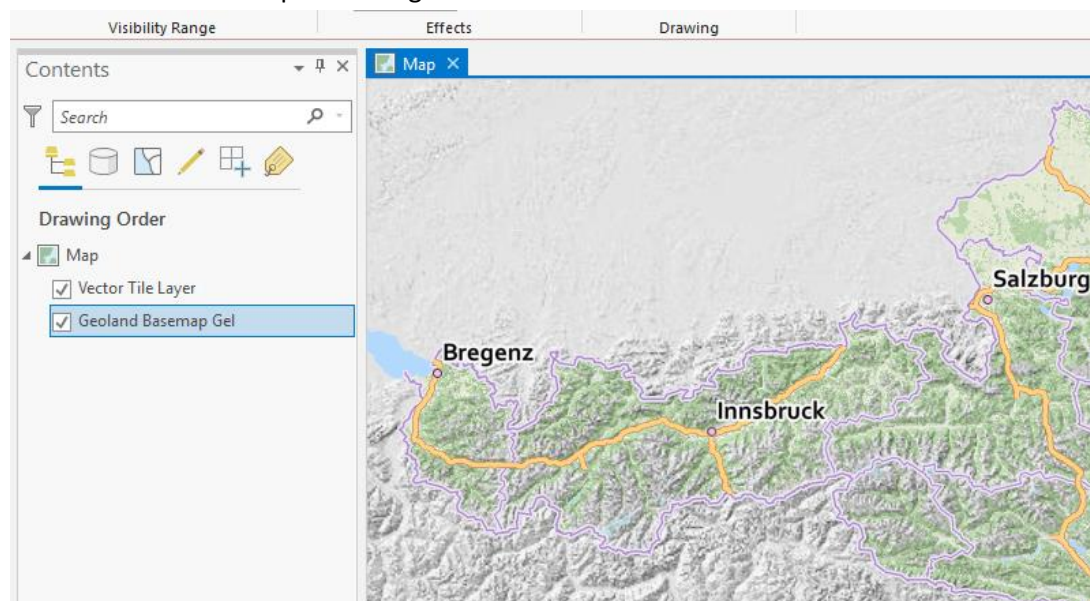 Visibility Range
Effects
Drawing
Contents
Map
Search
Drawing Order
Map
Vector Tile Layer
Geoland Basemap Gel
Salzburg
Bregenz
Innsbruck